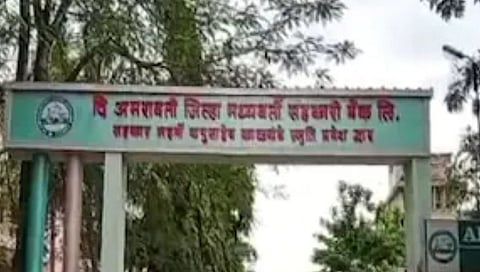 दि अमरावती जिल्हा मध्यवर्ती सहकारी बँक लि.
सहकार महर्षी बापुसाहेब स्मृति प्रवेश द्वार